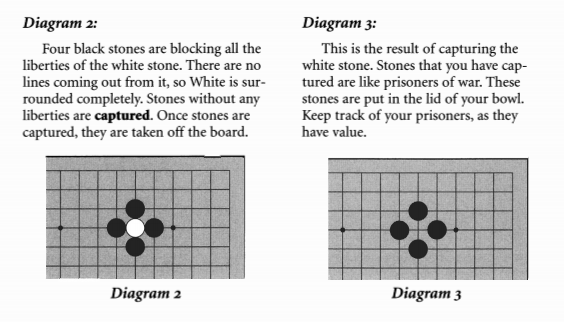 Diagram 2:
Four black stones are blocking all the
liberties of the white stone. There are no
lines coming out from it, so White is sur-
rounded completely. Stones without any
liberties are captured. Once stones are
captured, they are taken off the board.
Diagram 2
Diagram 3:
This is the result of capturing the
white stone. Stones that you have cap-
tured are like prisoners of war. These
stones are put in the lid of your bowl.
Keep track of your prisoners, as they
have value.
Diagram 3